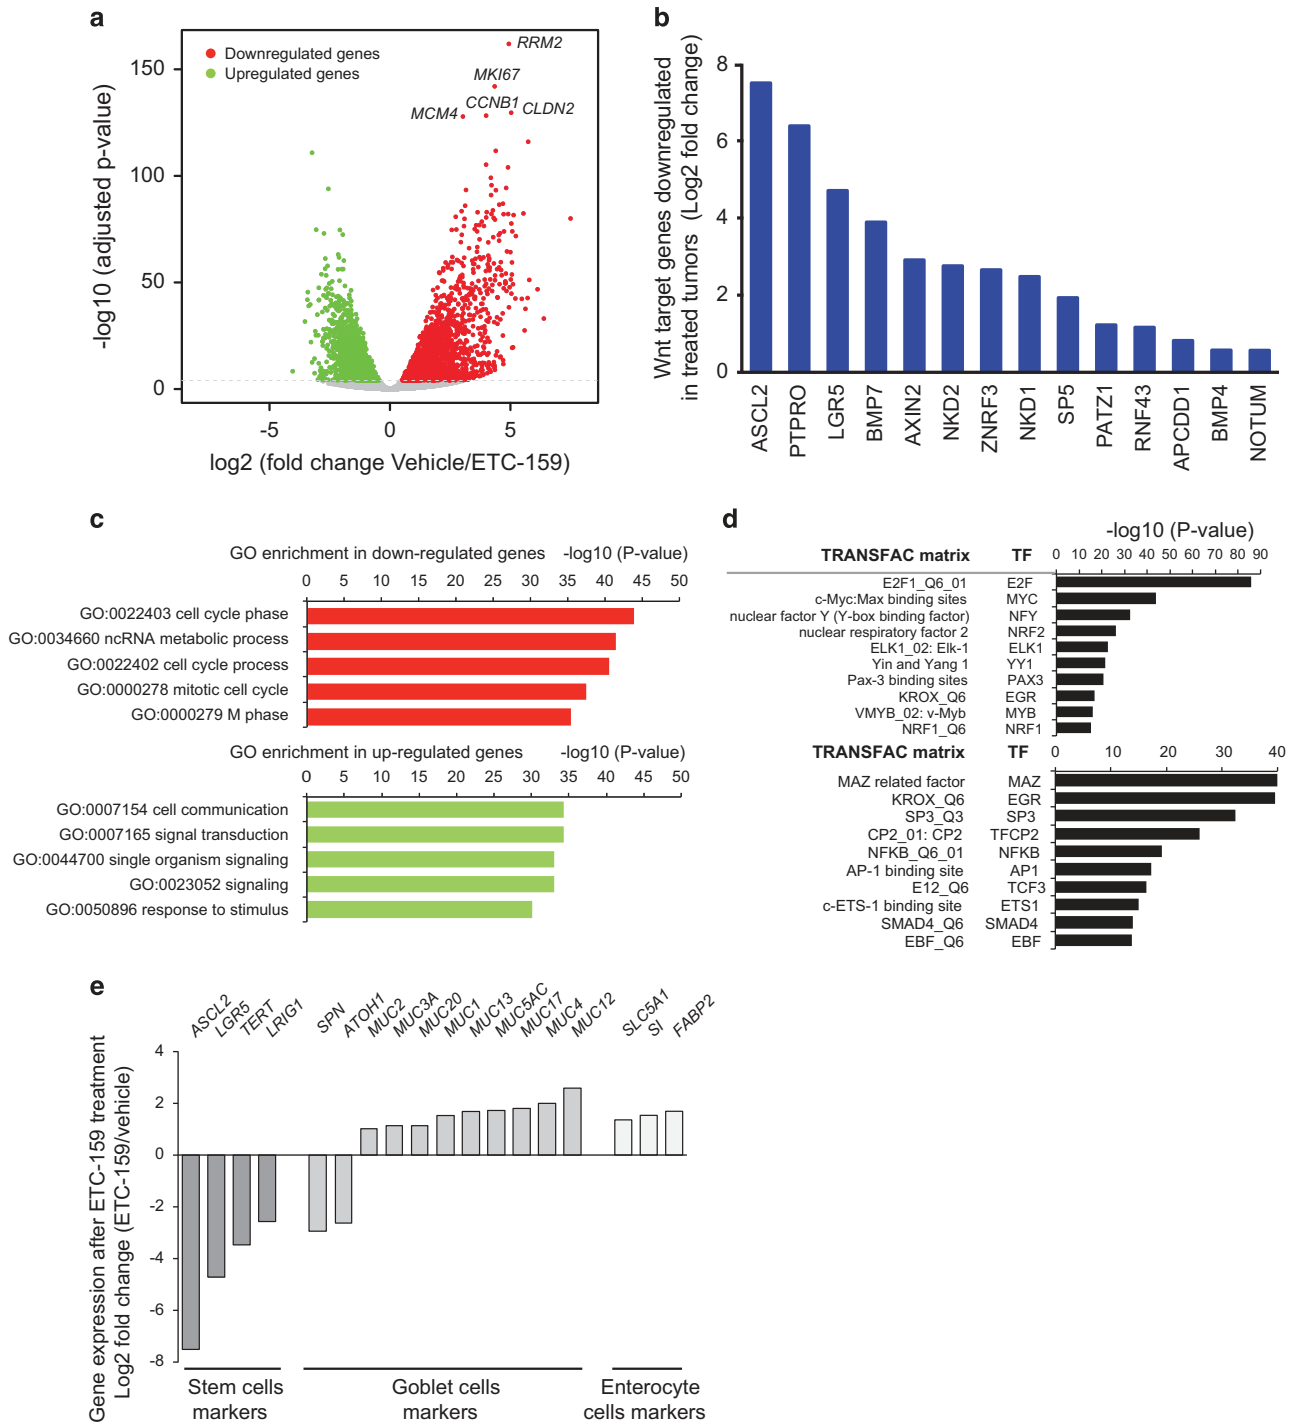 a
Downregulated genes
Upregulated genes
RRM2
MKI67
CCNB1
CLDN2
MCM4
150
100
50
0
-5 0 5
-log10 (adjusted p-value)
log2 (fold change Vehicle/ETC-159)
b
Wnt target genes downregulated
in treated tumors (Log2 fold change)
8
6
4
2
0
ASCL2
PTPRO
LGR5
BMP7
AXIN2
NKD2
ZNRF3
NKD1
SP5
PATZ1
RNF43
APCDD1
BMP4
NOTUM
c
GO enrichment in down-regulated genes -log10 (P-value)
0 5 10 15 20 25 30 35 40 45 50
GO:0022403 cell cycle phase
GO:0034660 ncRNA metabolic process
GO:0022402 cell cycle process
GO:0000278 mitotic cell cycle
GO:0000279 M phase
GO enrichment in up-regulated genes -log10 (P-value)
0 5 10 15 20 25 30 35 40 45 50
GO:0007154 cell communication
GO:0007165 signal transduction
GO:0044700 single organism signaling
GO:0023052 signaling
GO:0050896 response to stimulus
d
-log10 (P-value)
TRANSFAC matrix TF 0 10 20 30 40 50 60 70 80 90
E2F1_Q6_01 E2F
c-Myc:Max binding sites MYC
nuclear factor Y (Y-box binding factor) NFY
nuclear respiratory factor 2 NRF2
ELK1_02: Elk-1 ELK1
Yin and Yang 1 YY1
Pax-3 binding sites PAX3
KROX_Q6 EGR
VMYB_02: v-Myb MYB
NRF1_Q6 NRF1
TRANSFAC matrix TF 0 10 20 30 40
MAZ related factor MAZ
KROX_Q6 EGR
SP3_Q3 SP3
CP2_01: CP2 TFCP2
NFKB_Q6_01 NFKB
AP-1 binding site AP1
E12_Q6 TCF3
c-ETS-1 binding site ETS1
SMAD4_Q6 SMAD4
EBF_Q6 EBF
e
ASCL2
LGR5
TERT
LRIG1
SPN
ATOH1
MUC2
MUC3A
MUC20
MUC1
MUC13
MUC5AC
MUC17
MUC4
MUC12
SLC5A1
SI
FABP2
Gene expression after ETC-159 treatment
Log2 fold change (ETC-159/vehicle)
4
2
0
-2
-4
-6
-8
Stem cells
markers
Goblet cells
markers
Enterocyte
cells markers